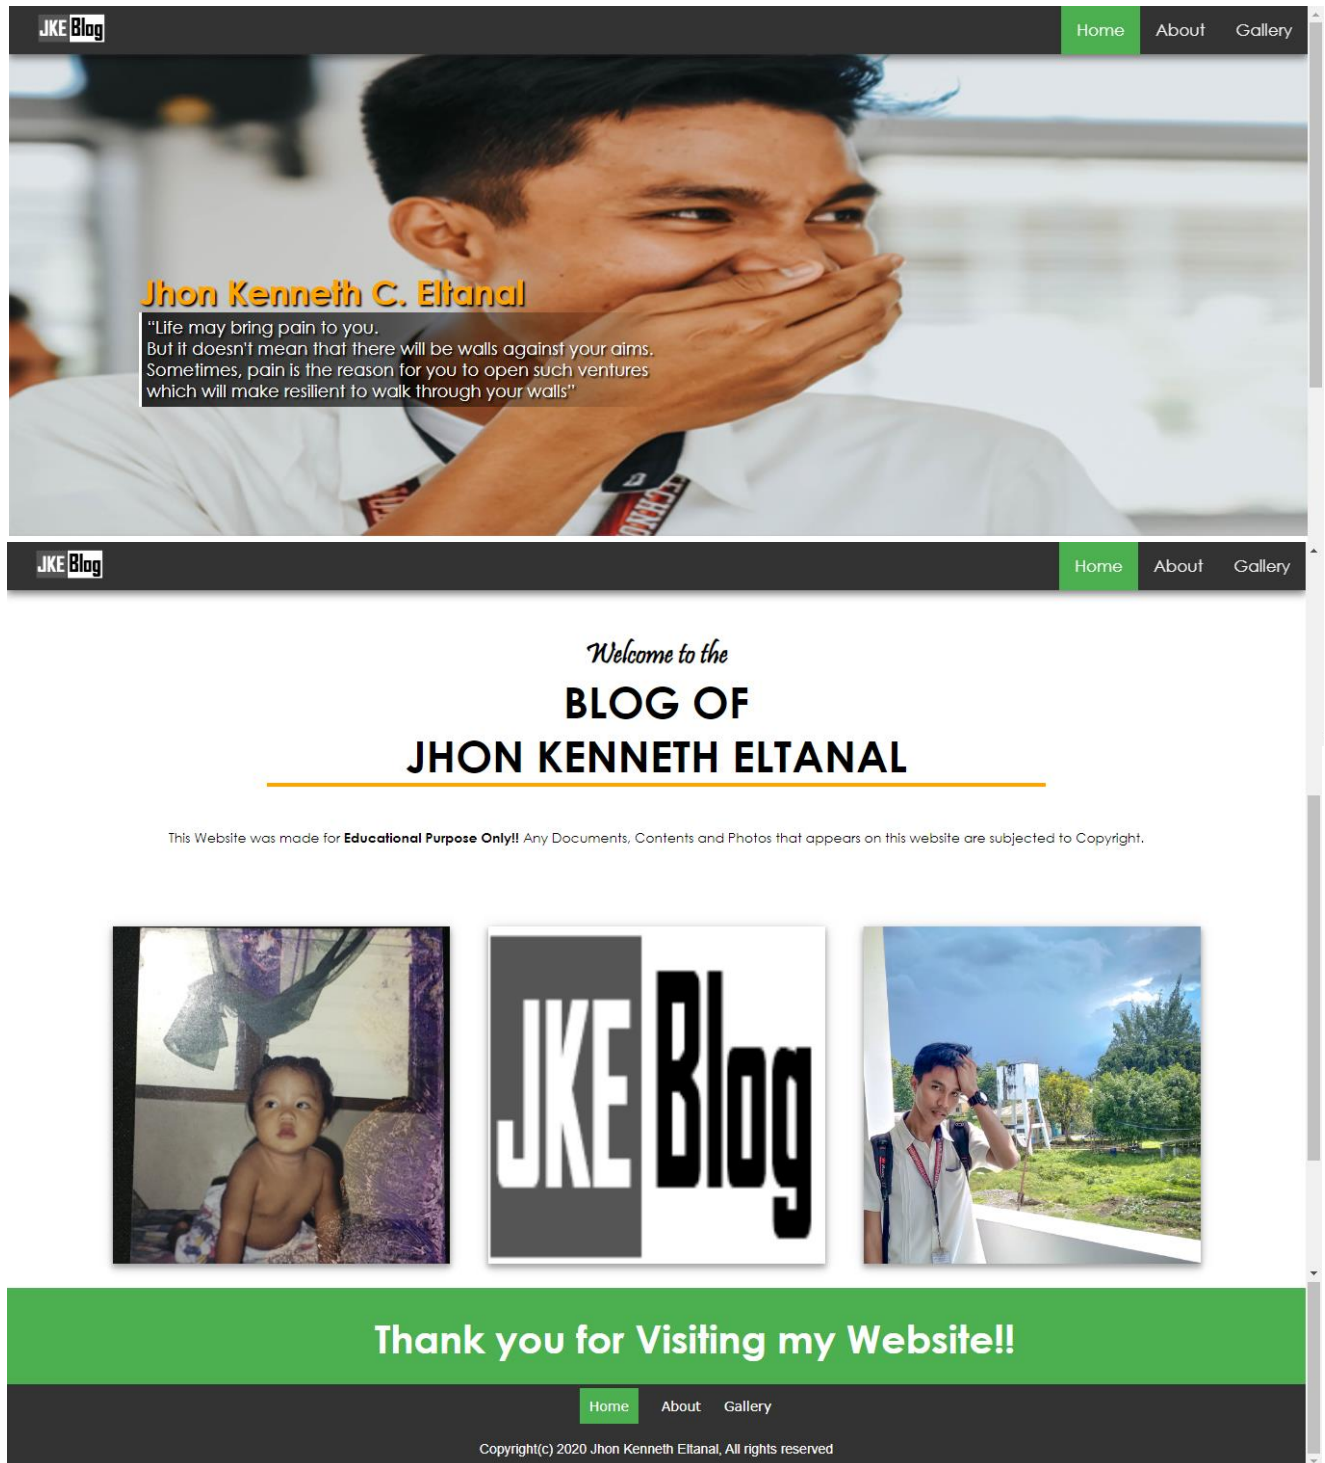 JKE Blog
Home About Gallery
Jhon Kenneth C. Eltanal
“Life may bring pain to you.
But it doesn't mean that there will be walls against your aims.
Sometimes, pain is the reason for you to open such ventures
which will make resilient to walk through your walls”
JKE Blog
Home About Gallery
Welcome to the
BLOG OF
JHON KENNETH ELTANAL
This Website was made for Educational Purpose Only!! Any Documents, Contents and Photos that appears on this website are subjected to Copyright.
JKE Blog
Thank you for Visiting my Website!!
Home About Gallery
Copyright(c) 2020 Jhon Kenneth Eltanal, All rights reserved